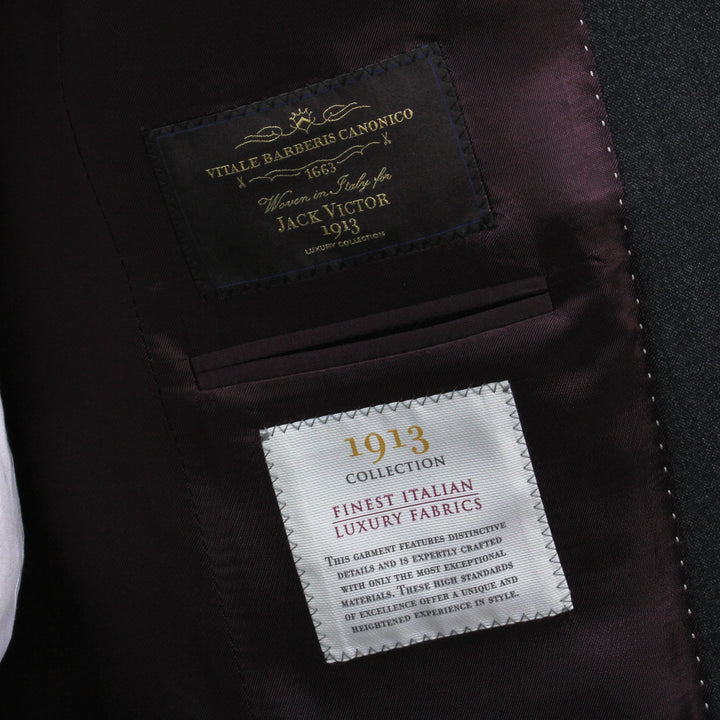 VITALE BARBERIS CANONICO
1663
Woven in Italy for
JACK VICTOR
1913
LUXURY COLLECTION
1913
COLLECTION
FINEST ITALIAN
LUXURY FABRICS
THIS GARMENT FEATURES DISTINCTIVE
DETAILS AND IS EXPERTLY CRAFTED
WITH ONLY THE MOST EXCEPTIONAL
MATERIALS. THESE HIGH STANDARDS
OF EXCELLENCE OFFER A UNIQUE AND
HEIGHTENED EXPERIENCE IN STYLE.